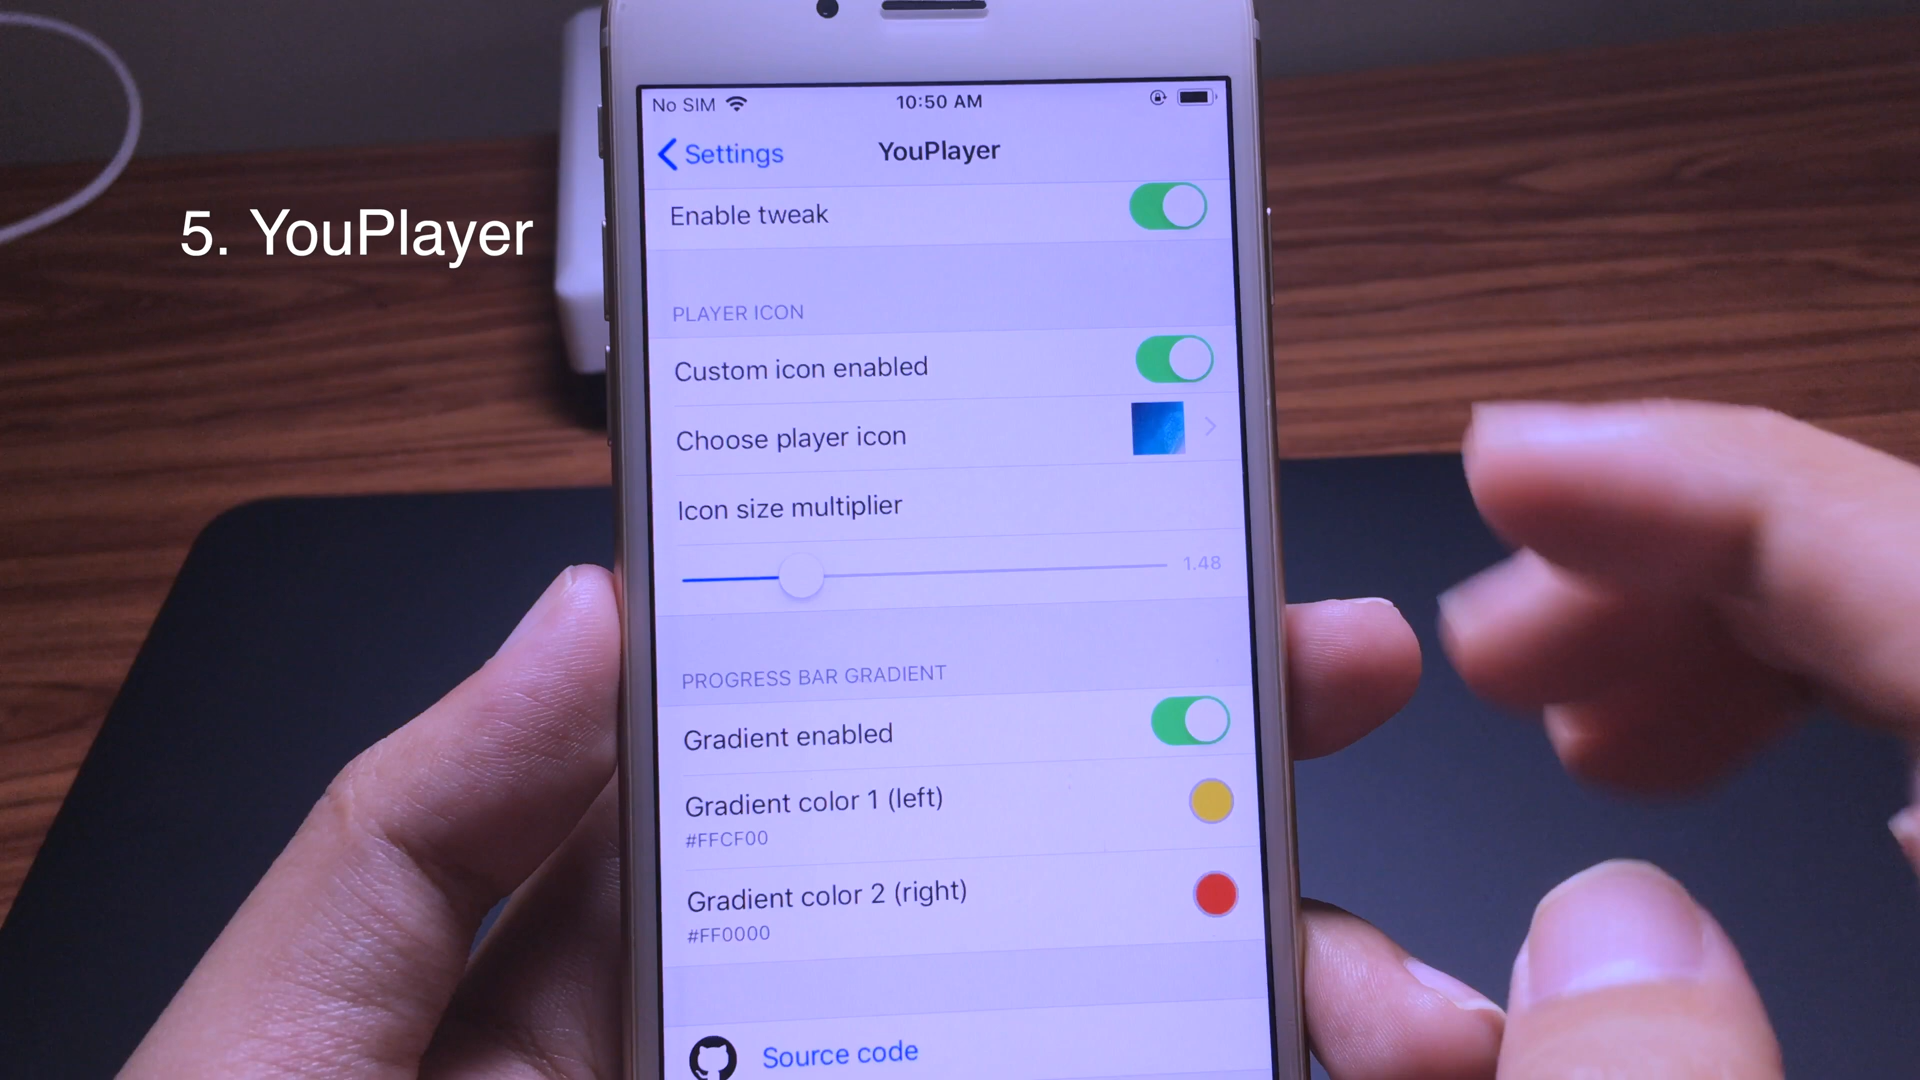 No SIM 10:50 AM
Settings YouPlayer
Enable tweak
5. YouPlayer
PLAYER ICON
Custom icon enabled
Choose player icon
Icon size multiplier
1.48
PROGRESS BAR GRADIENT
Gradient enabled
Gradient color 1 (left)
#FFCF00
Gradient color 2 (right)
#FF0000
Source code